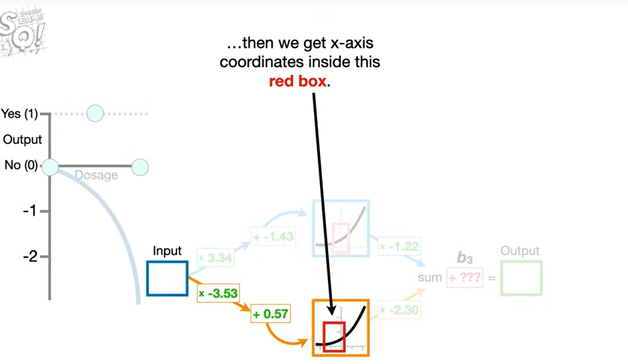 SQ!
...then we get x-axis
coordinates inside this
red box.
Yes (1)
Output
No (0)
Dosage
-1
-2
Input
x 3.34
+ -1.43
x -1.22
b₃
Output
sum + ??? =
x -3.53
+ 0.57
x -2.30